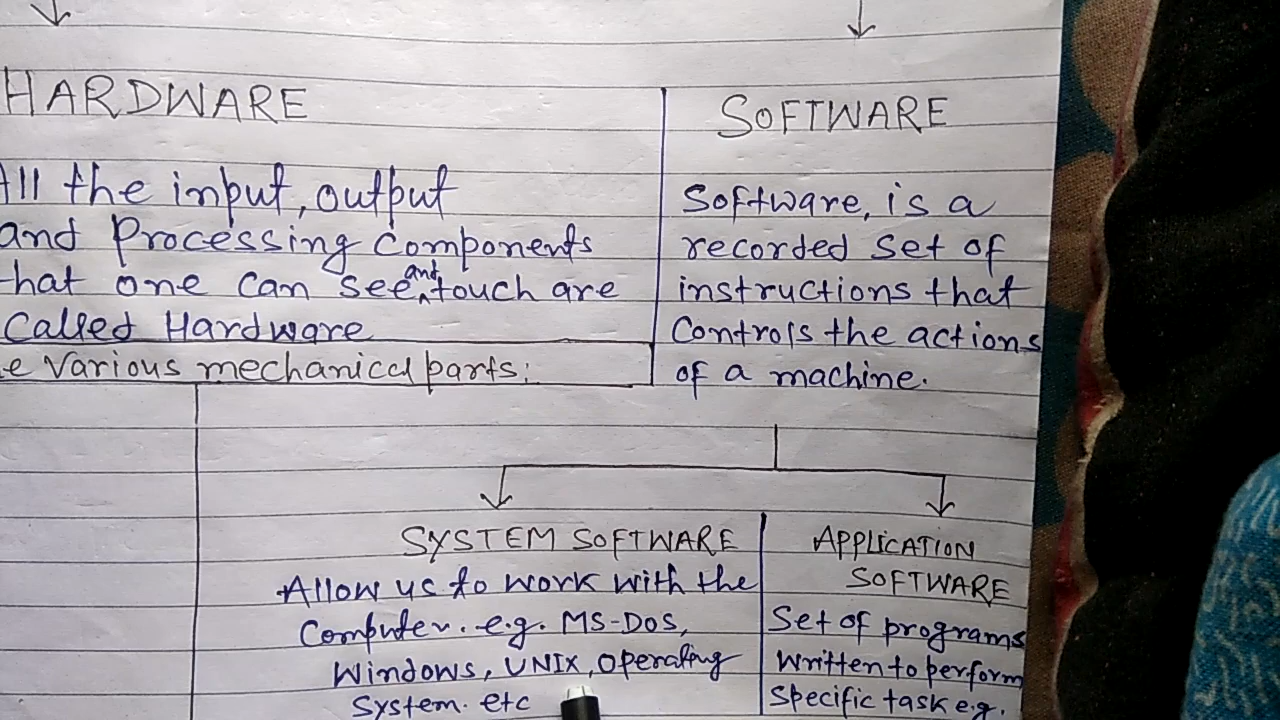 HARDWARE
All the input, output
and Processing Components
that one can see and touch are
Called Hardware
e Various mechanical parts:
SOFTWARE
Software, is a
recorded set of
instructions that
Controls the actions
of a machine.
SYSTEM SOFTWARE
Allow us to work with the
Computer. e.g. MS-DOS,
Windows, UNIX, Operating
System. etc
APPLICATION
SOFTWARE
Set of programs
Written to perform
Specific task e.g.